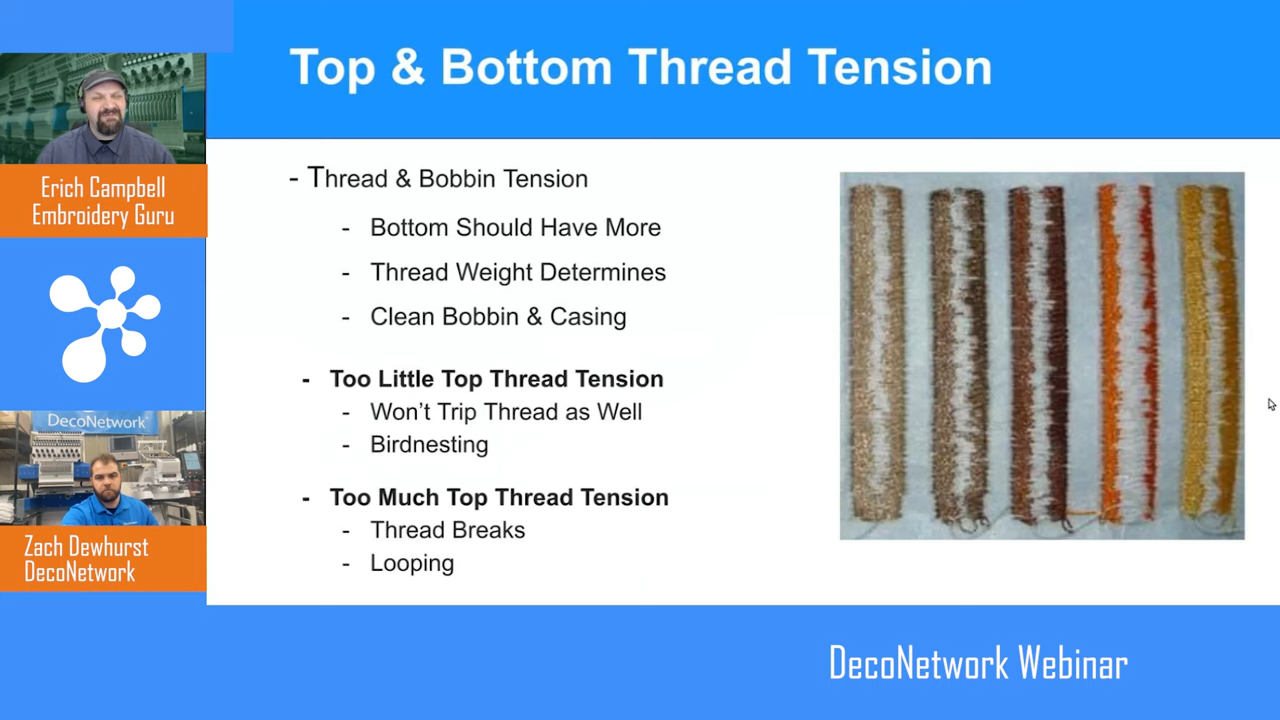 Top & Bottom Thread Tension
- Thread & Bobbin Tension
- Bottom Should Have More
- Thread Weight Determines
- Clean Bobbin & Casing
- Too Little Top Thread Tension
- Won't Trip Thread as Well
- Birdnesting
- Too Much Top Thread Tension
- Thread Breaks
- Looping
Erich Campbell
Embroidery Guru
DecoNetwork
Zach Dewhurst
DecoNetwork
DecoNetwork Webinar